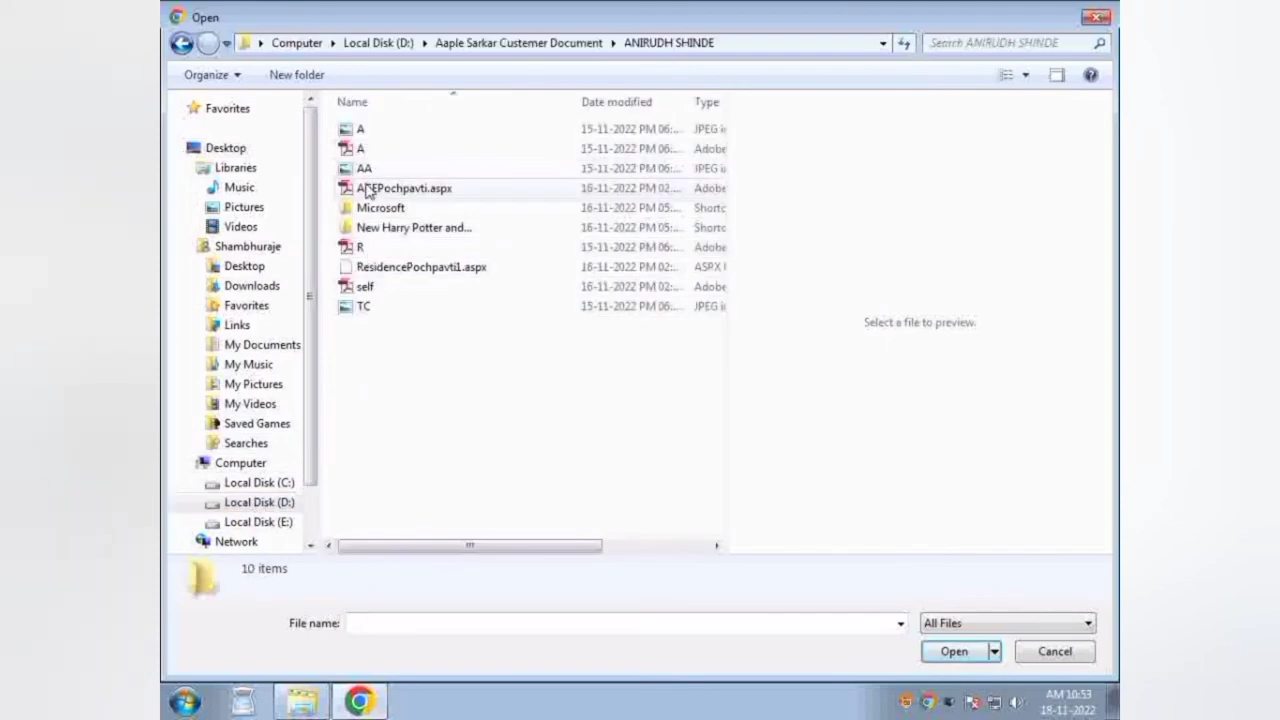 Open
Computer Local Disk (D:) Aaple Sarkar Custemer Document ANIRUDH SHINDE Search ANIRUDH SHINDE
Organize New folder
Favorites
Desktop
Libraries
Music
Pictures
Videos
Shambhuraje
Desktop
Downloads
Favorites
Links
My Documents
My Music
My Pictures
My Videos
Saved Games
Searches
Computer
Local Disk (C:)
Local Disk (D:)
Local Disk (E:)
Network
Name Date modified Type
A 15-11-2022 PM 06:... JPEG i
A 15-11-2022 PM 06:... Adobe
AA 15-11-2022 PM 06:... JPEG i
16-11-2022 PM 02:... Adobe
Microsoft 16-11-2022 PM 05:... Shortc
New Harry Potter and... 16-11-2022 PM 05:... Shortc
R 15-11-2022 PM 06:... Adobe
ResidencePochpavti1.aspx 16-11-2022 PM 02:... ASPX
self 16-11-2022 PM 02:... Adobe
TC 15-11-2022 PM 06:... JPEG i
Select a file to preview.
10 items
File name: All Files
Open Cancel
AM 10:53
18-11-2022